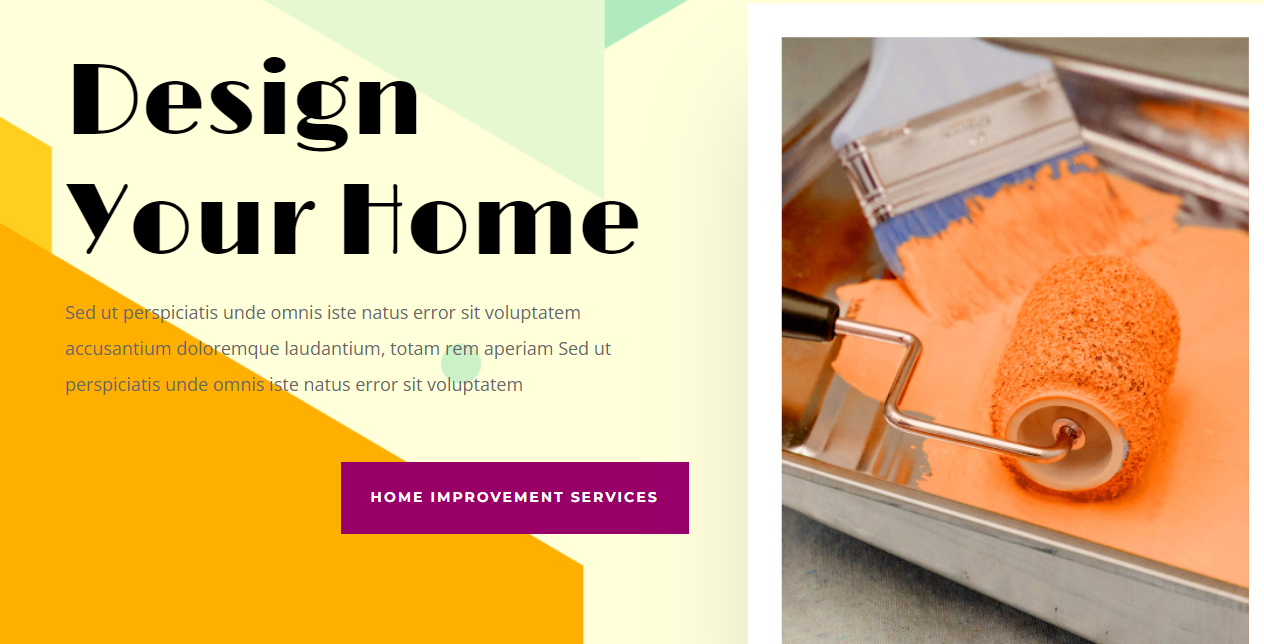 Design
Your Home
Sed ut perspiciatis unde omnis iste natus error sit voluptatem
accusantium doloremque laudantium, totam rem aperiam Sed ut
perspiciatis unde omnis iste natus error sit voluptatem
HOME IMPROVEMENT SERVICES